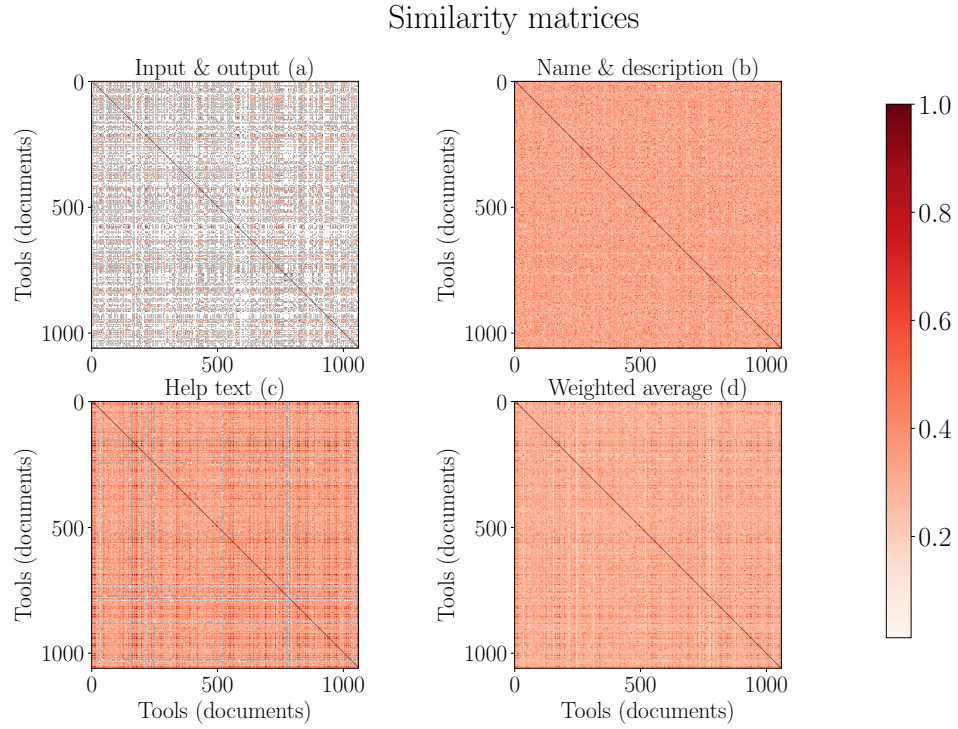 Similarity matrices
Input & output (a)
Name & description (b)
0
500
1000
Tools (documents)
0
500
1000
0
500
1000
Tools (documents)
0
500
1000
Help text (c)
Weighted average (d)
0
500
1000
Tools (documents)
0
500
1000
Tools (documents)
0
500
1000
Tools (documents)
0
500
1000
Tools (documents)
1.0
0.8
0.6
0.4
0.2